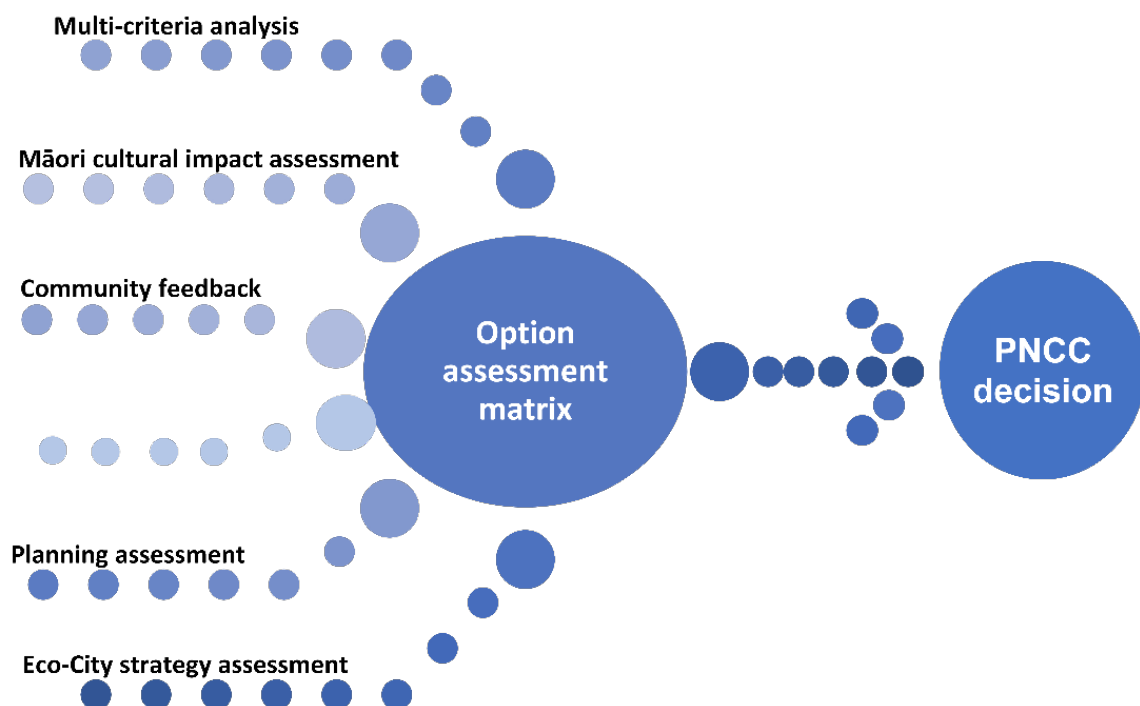 Multi-criteria analysis
Māori cultural impact assessment
Community feedback
Option
assessment
matrix
PNCC
decision
Planning assessment
Eco-City strategy assessment